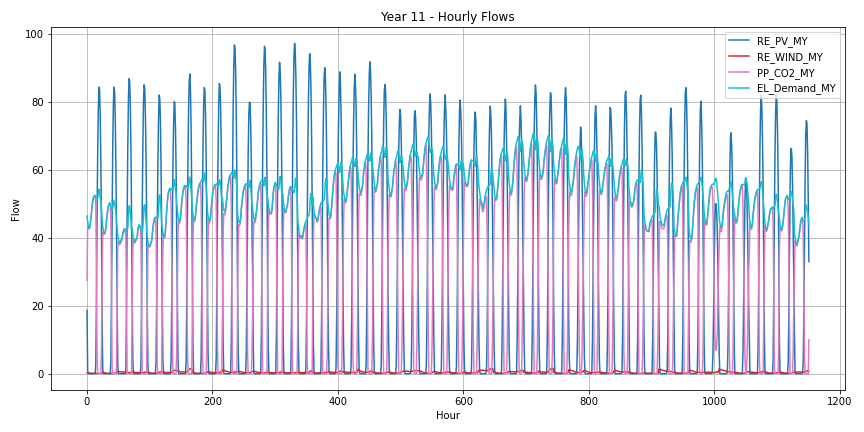 Year 11 - Hourly Flows
RE_PV_MY
RE_WIND_MY
PP_CO2_MY
EL_Demand_MY
100
80
60
40
20
0
Flow
0
200
400
600
800
1000
1200
Hour